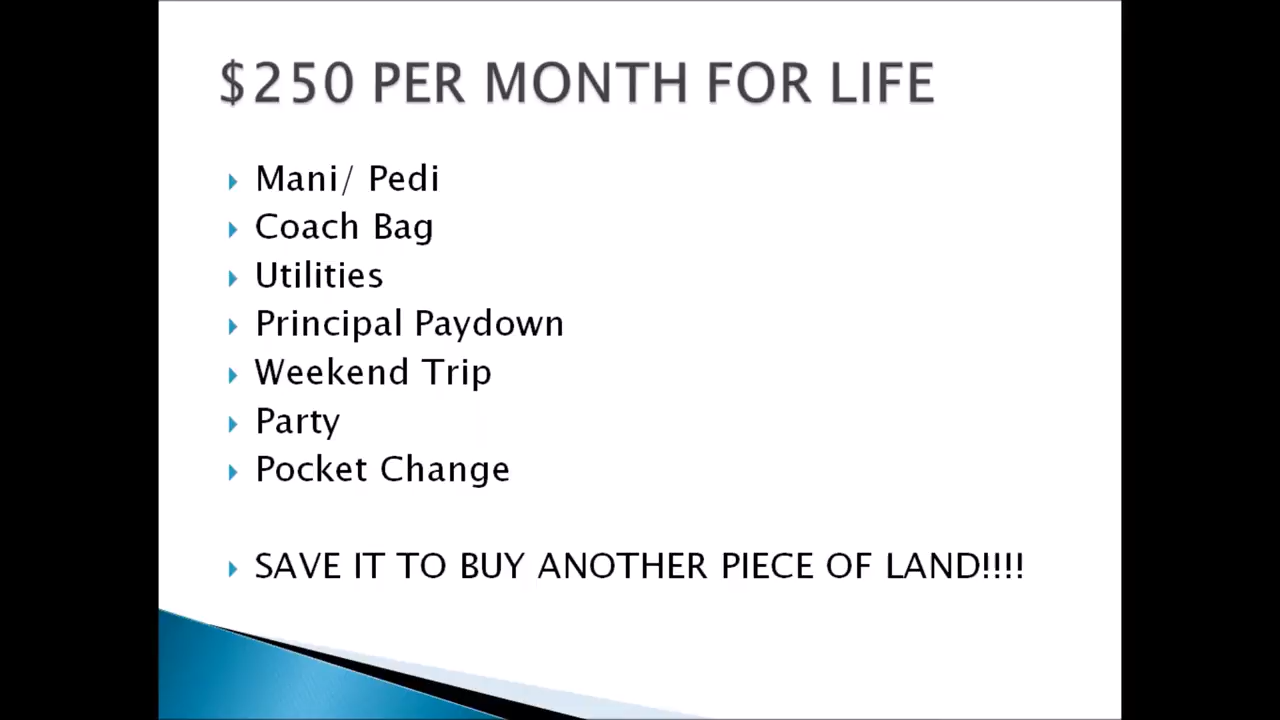 $250 PER MONTH FOR LIFE
Mani/ Pedi
Coach Bag
Utilities
Principal Paydown
Weekend Trip
Party
Pocket Change
SAVE IT TO BUY ANOTHER PIECE OF LAND!!!!